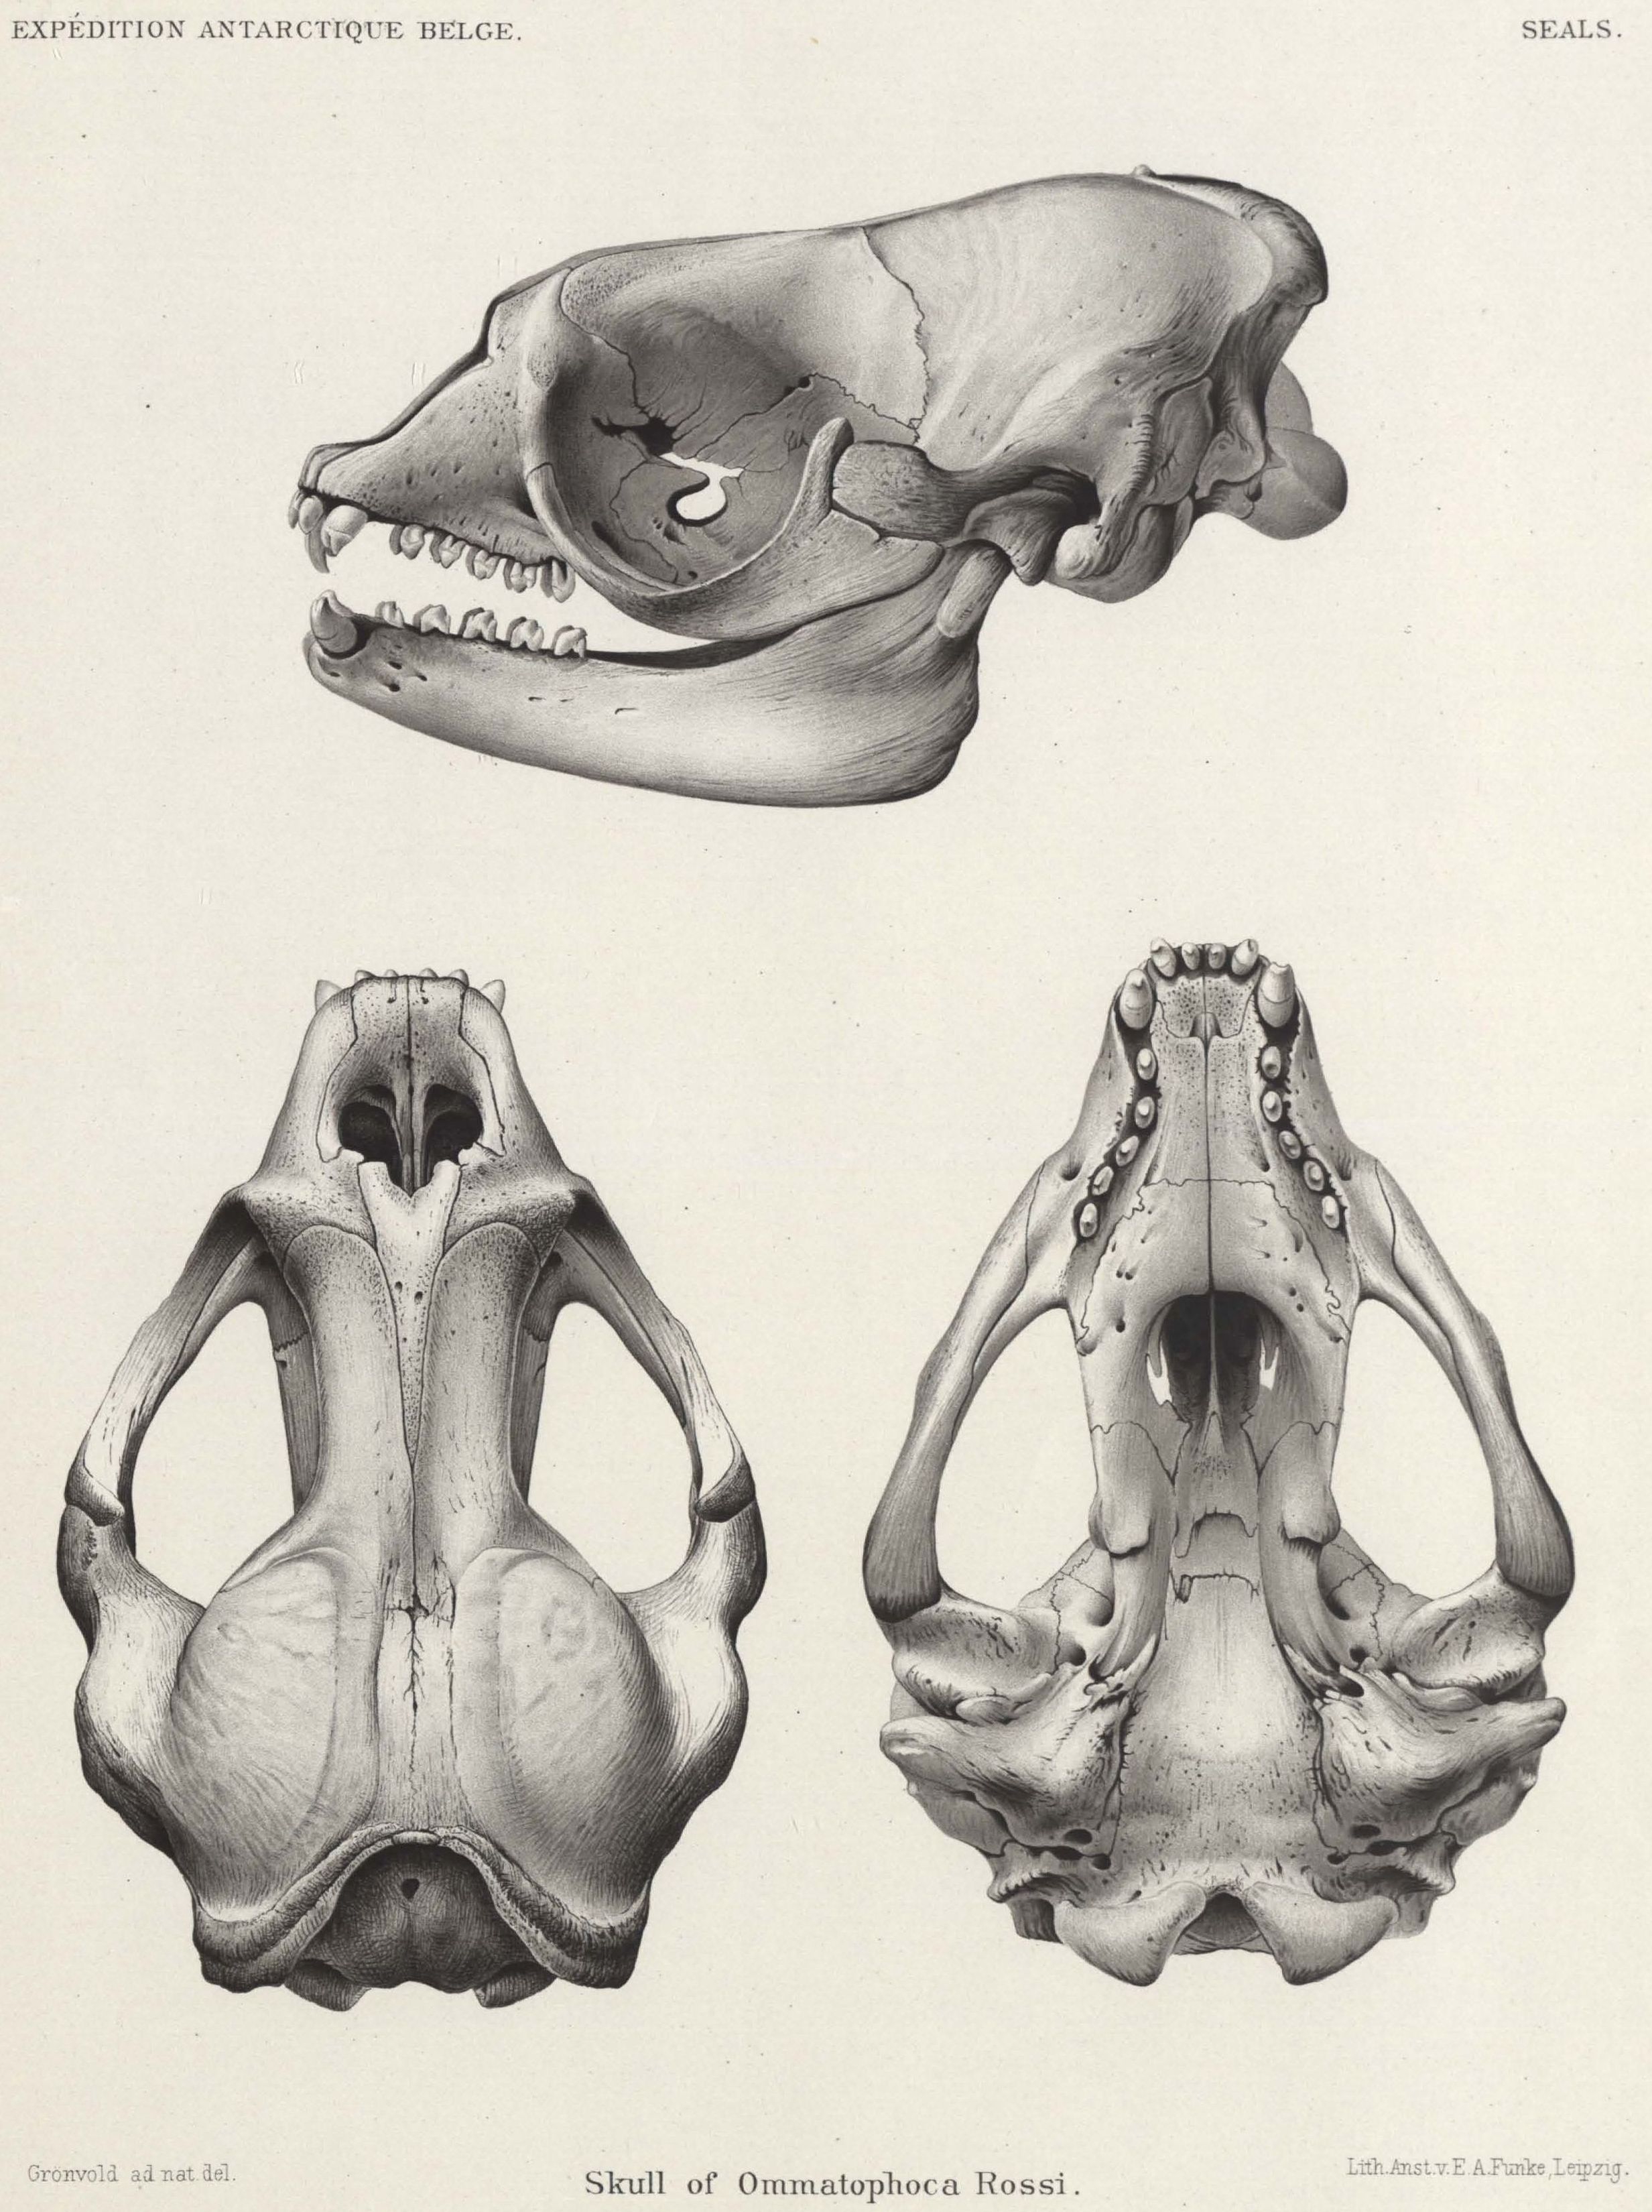 EXPÉDITION ANTARCTIQUE BELGE.
SEALS.
Grönvold ad nat. del.
Skull of Ommatophoca Rossi.
Lith. Anst. v. E. A. Funke, Leipzig.